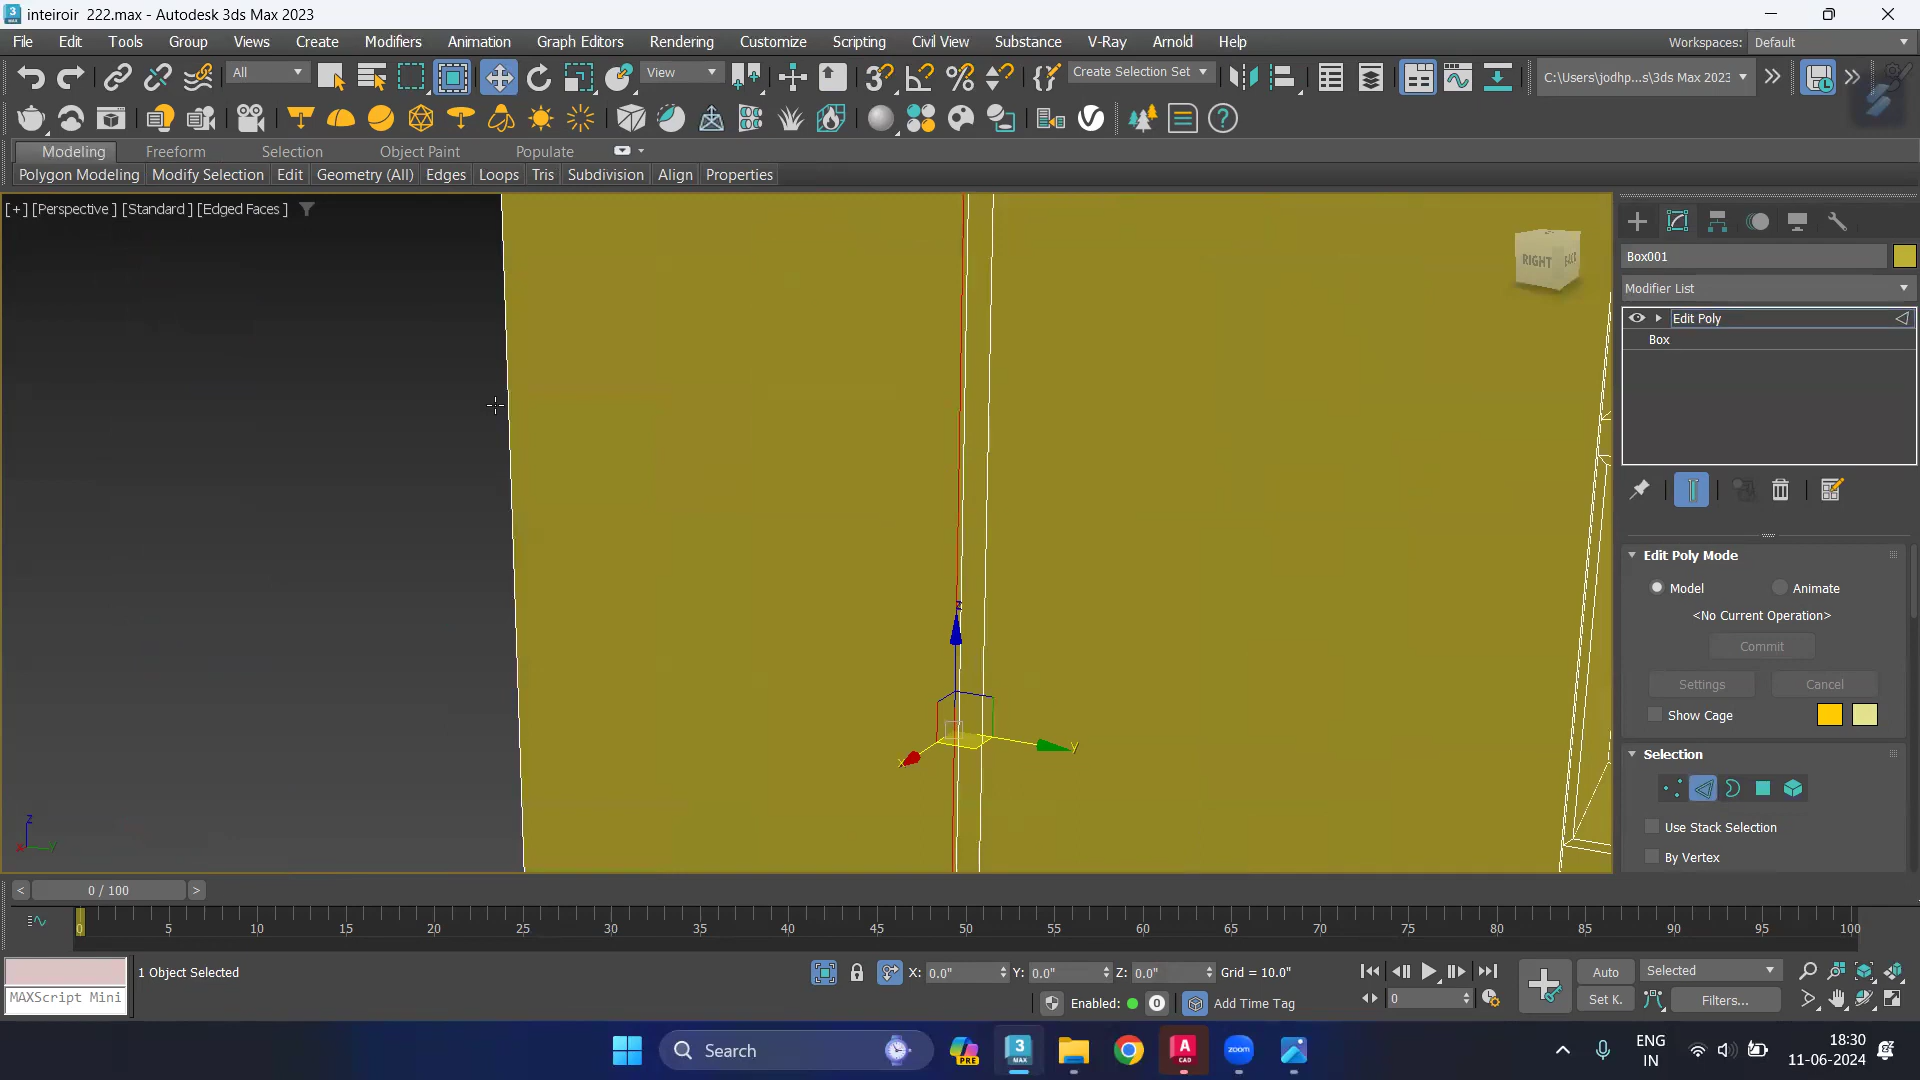 inteiroir 222.max - Autodesk 3ds Max 2023
File Edit Tools Group Views Create Modifiers Animation Graph Editors Rendering Customize Scripting Civil View Substance V-Ray Arnold Help Workspaces: Default
All View Create Selection Set C:\Users\jodhp...s\3ds Max 2023
Modeling Freeform Selection Object Paint Populate
Polygon Modeling Modify Selection Edit Geometry (All) Edges Loops Tris Subdivision Align Properties
[+] [Perspective ] [Standard ] [Edged Faces ]
RIGHT
Box001
Modifier List
Edit Poly
Box
Edit Poly Mode
Model Animate
<No Current Operation>
Commit
Settings Cancel
Show Cage
Selection
Use Stack Selection
By Vertex
z
x
y
z
x
y
< 0 / 100 >
0 5 10 15 20 25 30 35 40 45 50 55 60 65 70 75 80 85 90 95 100
1 Object Selected X: 0.0" Y: 0.0" Z: 0.0" Grid = 10.0" Auto Selected
MAXScript Mini Enabled: 0 Add Time Tag 0 Set K. Filters...
Search PRE 3 MAX A CAD zoom ENG IN 18:30 11-06-2024